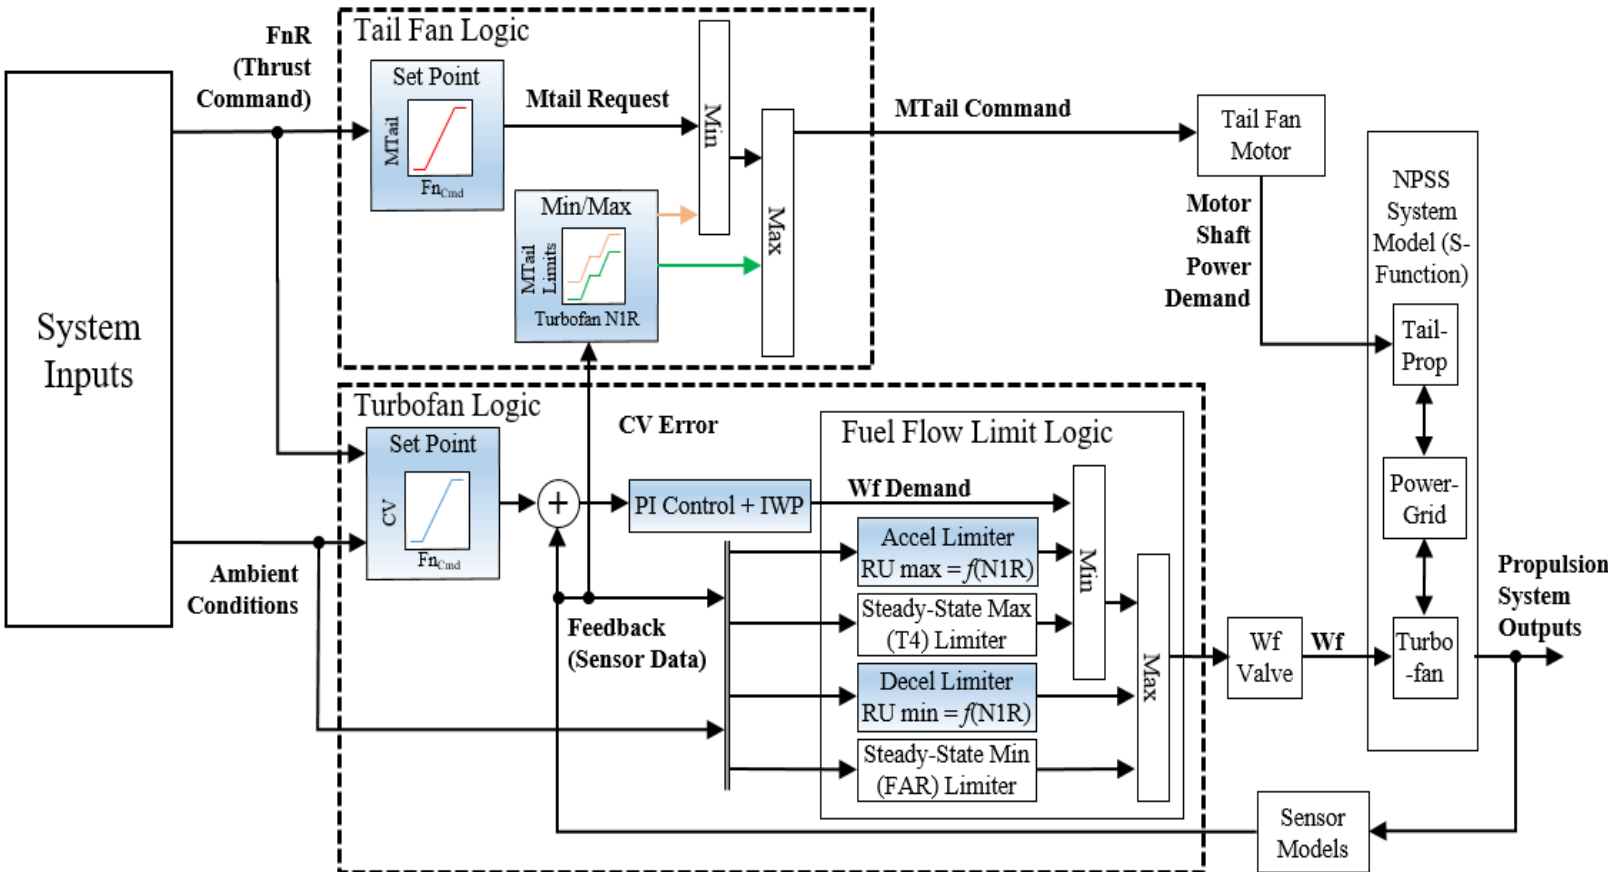 FnR
(Thrust
Command)
Tail Fan Logic
Set Point
MTail
Fn_Cmd
Mtail Request
Min
Max
Min/Max
MTail
Limits
Turbofan N1R
MTail Command
Tail Fan
Motor
Motor
Shaft
Power
Demand
NPSS
System
Model (S-
Function)
Tail-
Prop
Power-
Grid
Turbo
-fan
System
Inputs
Ambient
Conditions
Turbofan Logic
Set Point
CV
Fn_Cmd
+
CV Error
PI Control + IWP
Feedback
(Sensor Data)
Fuel Flow Limit Logic
Wf Demand
Accel Limiter
RU max = f(N1R)
Steady-State Max
(T4) Limiter
Decel Limiter
RU min = f(N1R)
Steady-State Min
(FAR) Limiter
Min
Max
Wf
Valve
Wf
Propulsion
System
Outputs
Sensor
Models